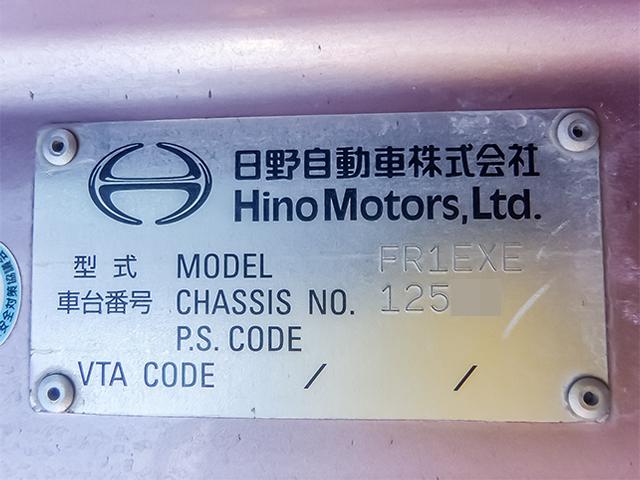 日野自動車株式会社
Hino Motors, Ltd.
型式 MODEL FR1EXE
車台番号 CHASSIS NO. 125
P.S. CODE
VTA CODE / /